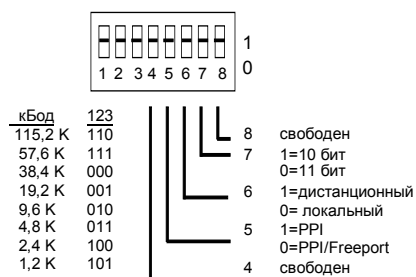 1
0
1 2 3 4 5 6 7 8
кБод 123
115,2 K 110
57,6 K 111
38,4 K 000
19,2 K 001
9,6 K 010
4,8 K 011
2,4 K 100
1,2 K 101
8 свободен
7 1=10 бит
0=11 бит
6 1=дистанционный
0= локальный
5 1=PPI
0=PPI/Freeport
4 свободен